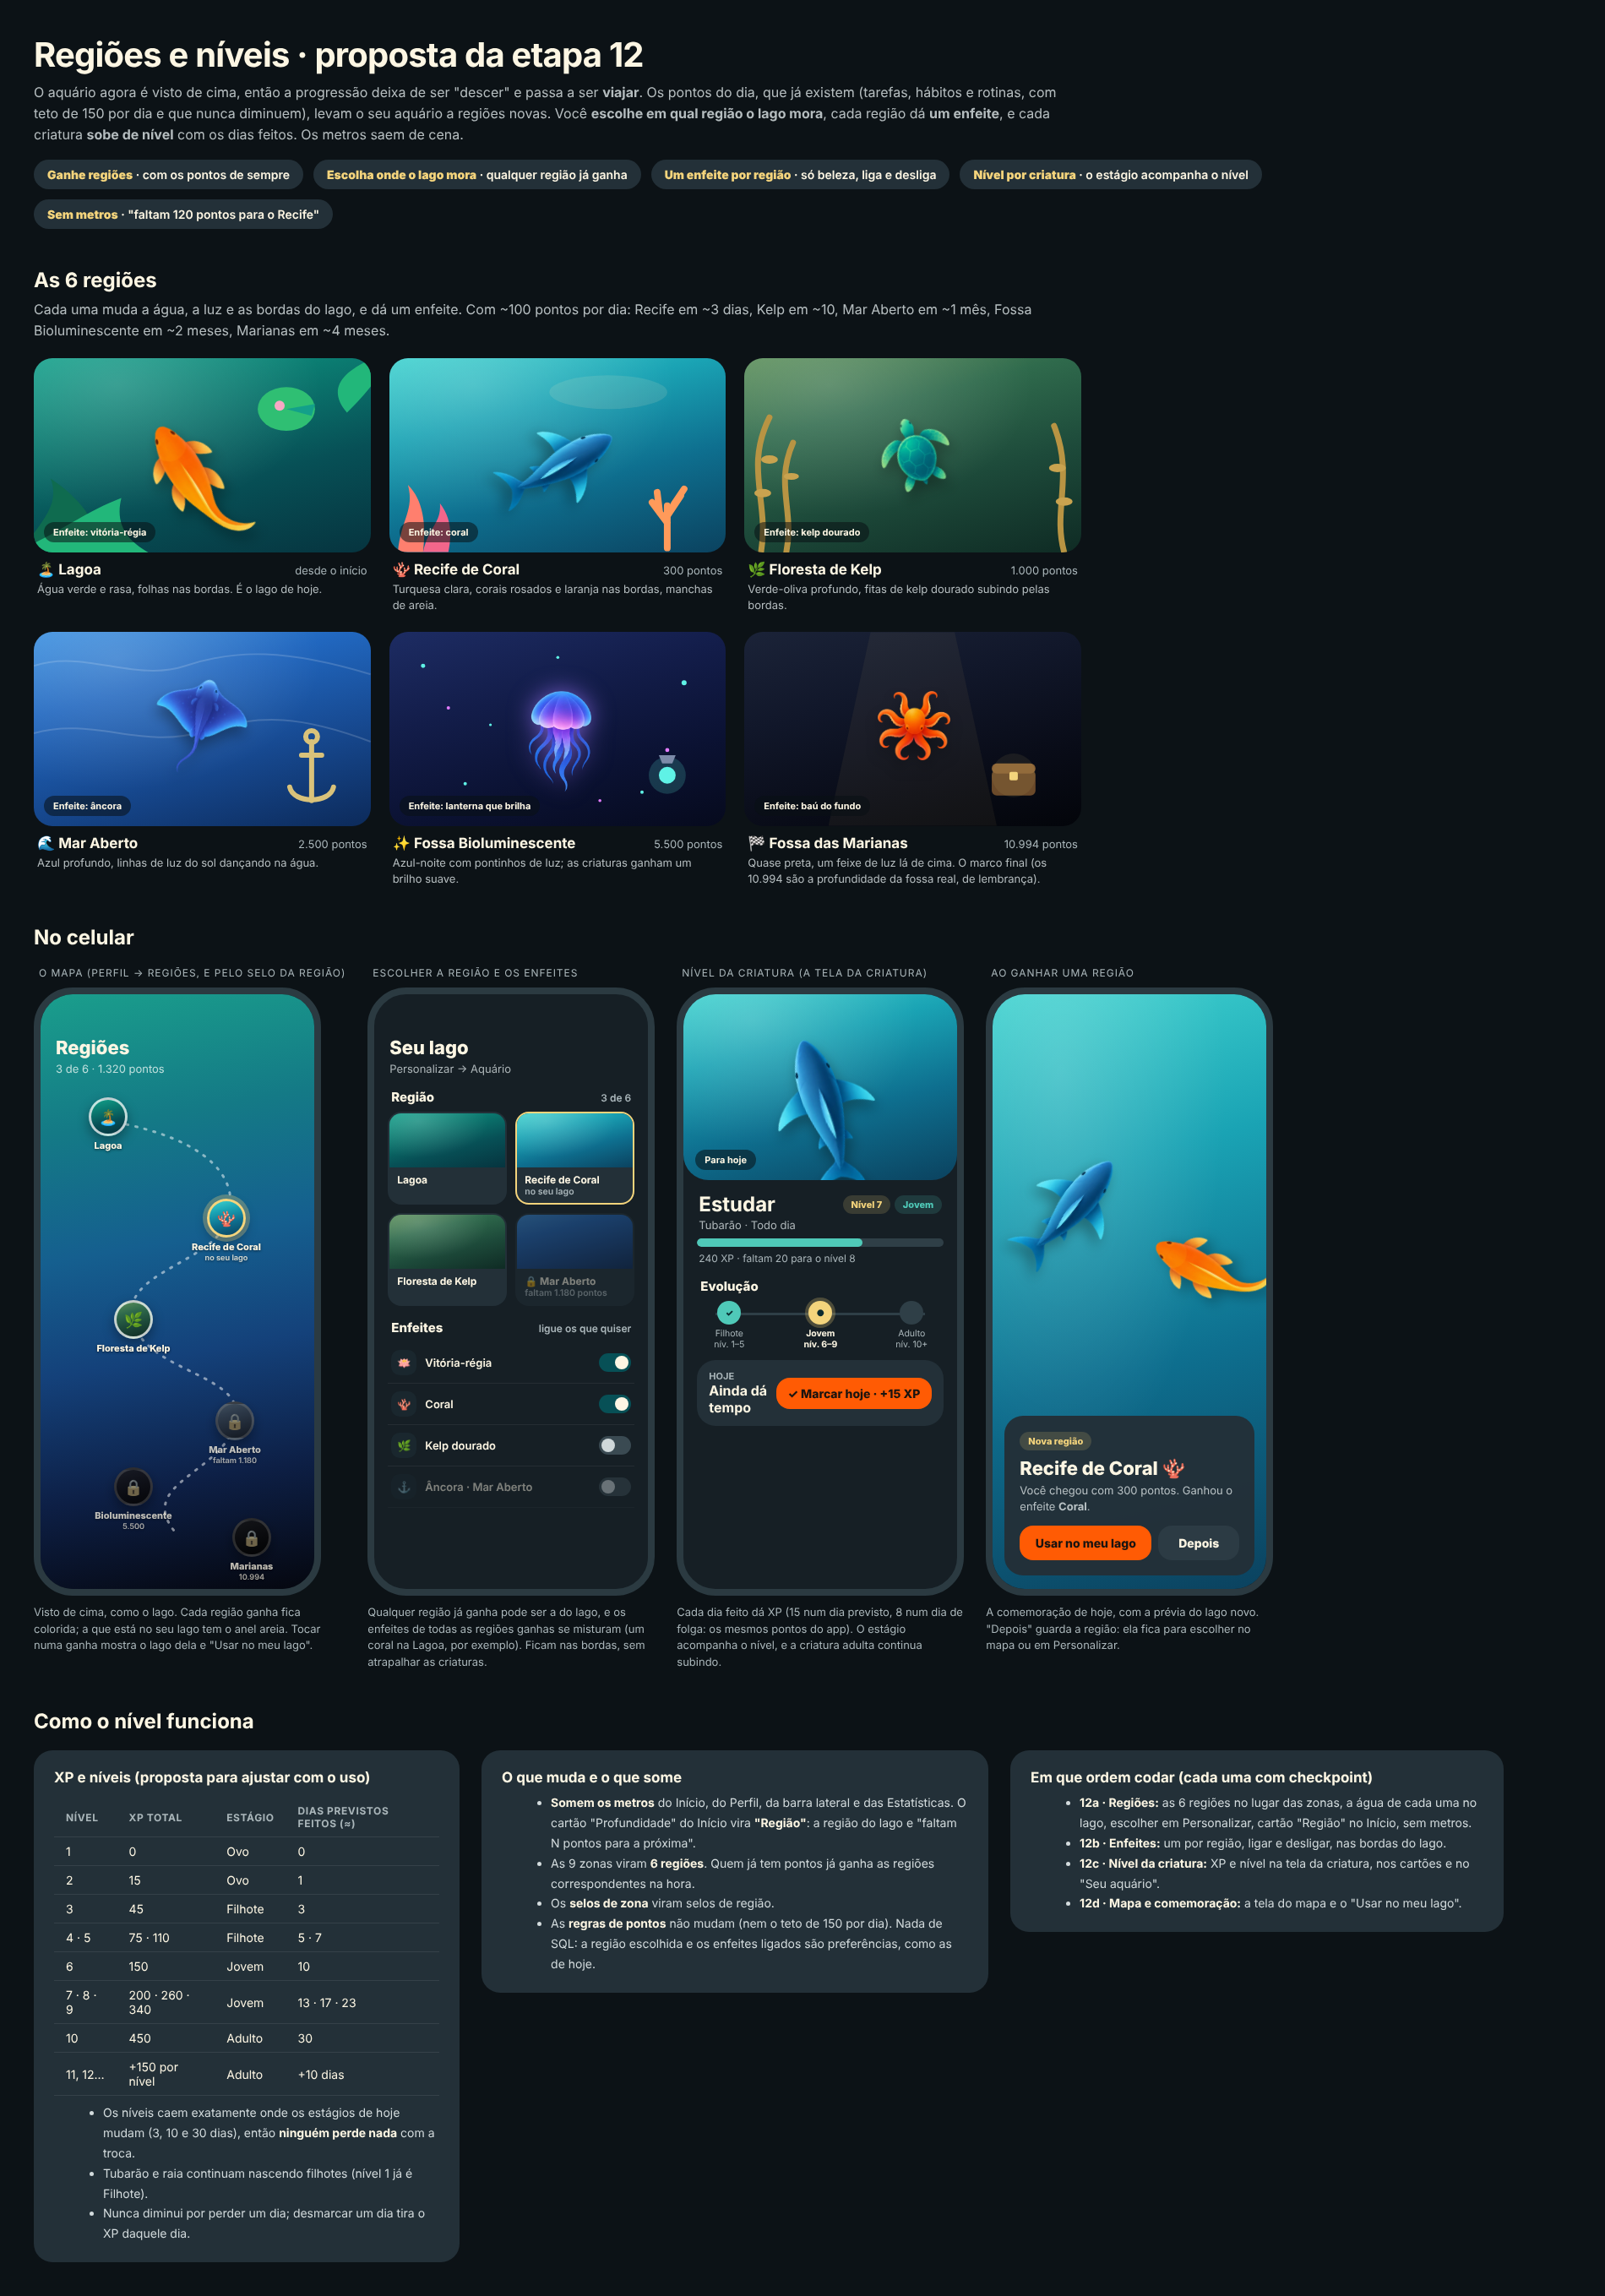 Regiões e níveis · proposta da etapa 12
O aquário agora é visto de cima, então a progressão deixa de ser "descer" e passa a ser viajar. Os pontos do dia, que já existem (tarefas, hábitos e rotinas, com
teto de 150 por dia e que nunca diminuem), levam o seu aquário a regiões novas. Você escolhe em qual região o lago mora, cada região dá um enfeite, e cada
criatura sobe de nível com os dias feitos. Os metros saem de cena.
Ganhe regiões · com os pontos de sempre
Escolha onde o lago mora · qualquer região já ganha
Um enfeite por região · só beleza, liga e desliga
Nível por criatura · o estágio acompanha o nível
Sem metros · "faltam 120 pontos para o Recife"
As 6 regiões
Cada uma muda a água, a luz e as bordas do lago, e dá um enfeite. Com ~100 pontos por dia: Recife em ~3 dias, Kelp em ~10, Mar Aberto em ~1 mês, Fossa
Bioluminescente em ~2 meses, Marianas em ~4 meses.
Enfeite: vitória-régia
Lagoa
desde o início
Água verde e rasa, folhas nas bordas. É o lago de hoje.
Enfeite: coral
Recife de Coral
300 pontos
Turquesa clara, corais rosados e laranja nas bordas, manchas
de areia.
Enfeite: kelp dourado
Floresta de Kelp
1.000 pontos
Verde-oliva profundo, fitas de kelp dourado subindo pelas
bordas.
Enfeite: âncora
Mar Aberto
2.500 pontos
Azul profundo, linhas de luz do sol dançando na água.
Enfeite: lanterna que brilha
Fossa Bioluminescente
5.500 pontos
Azul-noite com pontinhos de luz; as criaturas ganham um
brilho suave.
Enfeite: baú do fundo
Fossa das Marianas
10.994 pontos
Quase preta, um feixe de luz lá de cima. O marco final (os
10.994 são a profundidade da fossa real, de lembrança).
No celular
O MAPA (PERFIL → REGIÕES, E PELO SELO DA REGIÃO)
Regiões
3 de 6 · 1.320 pontos
Lagoa
Recife de Coral
no seu lago
Floresta de Kelp
Mar Aberto
faltam 1.180
Bioluminescente
5.500
Marianas
10.994
Visto de cima, como o lago. Cada região ganha fica
colorida; a que está no seu lago tem o anel areia. Tocar
numa ganha mostra o lago dela e "Usar no meu lago".
ESCOLHER A REGIÃO E OS ENFEITES
Seu lago
Personalizar → Aquário
Região
3 de 6
Lagoa
Recife de Coral
no seu lago
Floresta de Kelp
Mar Aberto
faltam 1.180 pontos
Enfeites
ligue os que quiser
Vitória-régia
Coral
Kelp dourado
Âncora · Mar Aberto
Qualquer região já ganha pode ser a do lago, e os
enfeites de todas as regiões ganhas se misturam (um
coral na Lagoa, por exemplo). Ficam nas bordas, sem
atrapalhar as criaturas.
NÍVEL DA CRIATURA (A TELA DA CRIATURA)
Para hoje
Estudar
Nível 7
Jovem
Tubarão · Todo dia
240 XP · faltam 20 para o nível 8
Evolução
Filhote
nív. 1–5
Jovem
nív. 6–9
Adulto
nív. 10+
HOJE
Ainda dá
tempo
✓ Marcar hoje · +15 XP
Cada dia feito dá XP (15 num dia previsto, 8 num dia de
folga: os mesmos pontos do app). O estágio
acompanha o nível, e a criatura adulta continua
subindo.
AO GANHAR UMA REGIÃO
Nova região
Recife de Coral
Você chegou com 300 pontos. Ganhou o
enfeite Coral.
Usar no meu lago
Depois
A comemoração de hoje, com a prévia do lago novo.
"Depois" guarda a região: ela fica para escolher no
mapa ou em Personalizar.
Como o nível funciona
XP e níveis (proposta para ajustar com o uso)
NÍVEL
XP TOTAL
ESTÁGIO
DIAS PREVISTOS
FEITOS (≈)
1 0 Ovo 0
2 15 Ovo 1
3 45 Filhote 3
4 · 5 75 · 110 Filhote 5 · 7
6 150 Jovem 10
7 · 8 ·
9
200 · 260 ·
340
Jovem 13 · 17 · 23
10 450 Adulto 30
11, 12...
+150 por
nível
Adulto +10 dias
• Os níveis caem exatamente onde os estágios de hoje
mudam (3, 10 e 30 dias), então ninguém perde nada com a
troca.
• Tubarão e raia continuam nascendo filhotes (nível 1 já é
Filhote).
• Nunca diminui por perder um dia; desmarcar um dia tira o
XP daquele dia.
O que muda e o que some
• Somem os metros do Início, do Perfil, da barra lateral e das Estatísticas. O
cartão "Profundidade" do Início vira "Região": a região do lago e "faltam
N pontos para a próxima".
• As 9 zonas viram 6 regiões. Quem já tem pontos já ganha as regiões
correspondentes na hora.
• Os selos de zona viram selos de região.
• As regras de pontos não mudam (nem o teto de 150 por dia). Nada de
SQL: a região escolhida e os enfeites ligados são preferências, como as
de hoje.
Em que ordem codar (cada uma com checkpoint)
• 12a · Regiões: as 6 regiões no lugar das zonas, a água de cada uma no
lago, escolher em Personalizar, cartão "Região" no Início, sem metros.
• 12b · Enfeites: um por região, ligar e desligar, nas bordas do lago.
• 12c · Nível da criatura: XP e nível na tela da criatura, nos cartões e no
"Seu aquário".
• 12d · Mapa e comemoração: a tela do mapa e o "Usar no meu lago".